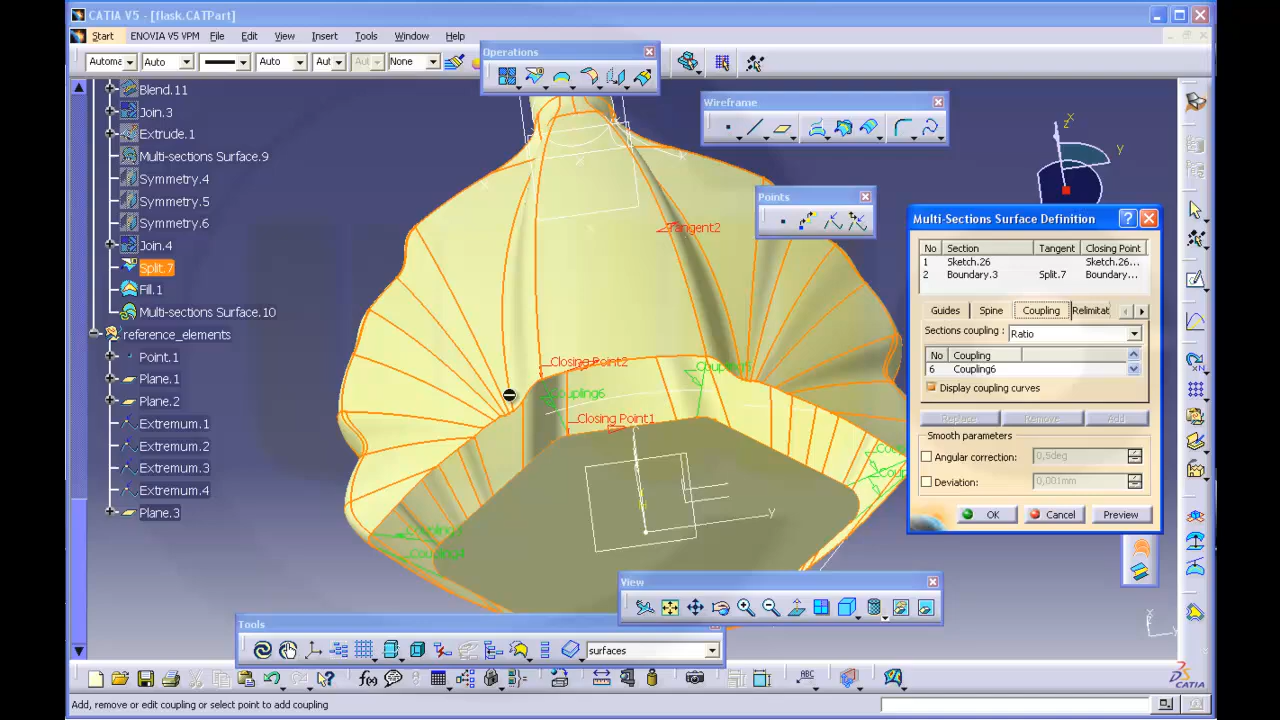 CATIA V5 - [flask.CATPart]
Start ENOVIA V5 VPM File Edit View Insert Tools Window Help
Automa Auto Auto Aut Aut None
Operations
Wireframe
Points
Blend.11
Join.3
Extrude.1
Multi-sections Surface.9
Symmetry.4
Symmetry.5
Symmetry.6
Join.4
Split.7
Fill.1
Multi-sections Surface.10
reference_elements
Point.1
Plane.1
Plane.2
Extremum.1
Extremum.2
Extremum.3
Extremum.4
Plane.3
z
x
y
Tangent2
Closing Point2
Coupling6
Closing Point1
Coupling4
y
Multi-Sections Surface Definition
No Section Tangent Closing Point
1 Sketch.26 Sketch.26...
2 Boundary.3 Split.7 Boundary...
Guides Spine Coupling Relimitat
Sections coupling: Ratio
No Coupling
6 Coupling6
Display coupling curves
Replace Remove Add
Smooth parameters
Angular correction: 0,5deg
Deviation: 0,001mm
OK Cancel Preview
View
Tools
surfaces
f(x)
ABC
CATIA
Add, remove or edit coupling or select point to add coupling